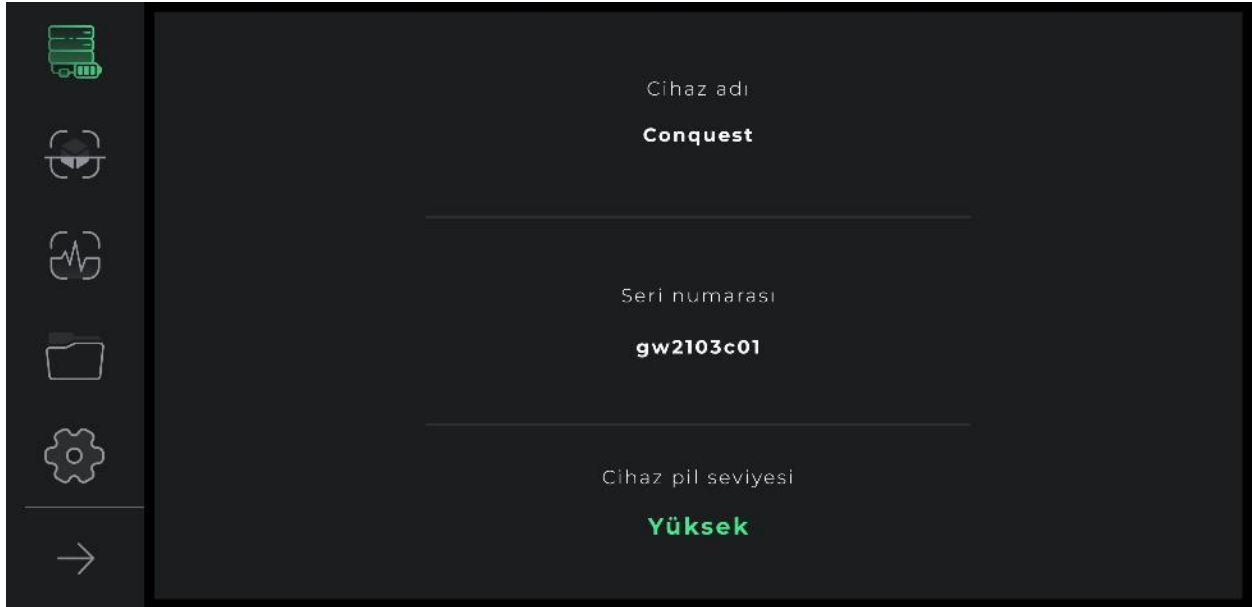 Cihaz adı
Conquest
Seri numarası
gw2103c01
Cihaz pil seviyesi
Yüksek